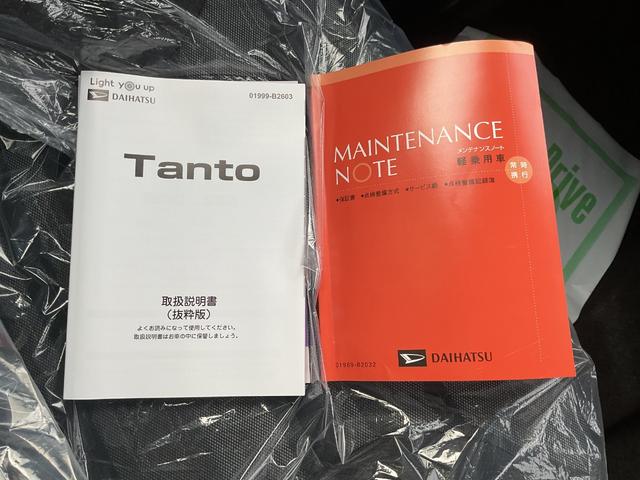 Light you up
DAIHATSU
01999-B2603
Tanto
取扱説明書
(抜粋版)
よくお読みになって使用してください。
取扱説明書はお車の中に保管しましょう。
MAINTENANCE
NOTE
メンテナンスノート
軽乗用車
常時
携行
●保証書 ●点検整備方式 ●サービス網 ●点検整備記録簿
01989-B2032
DAIHATSU
Drive